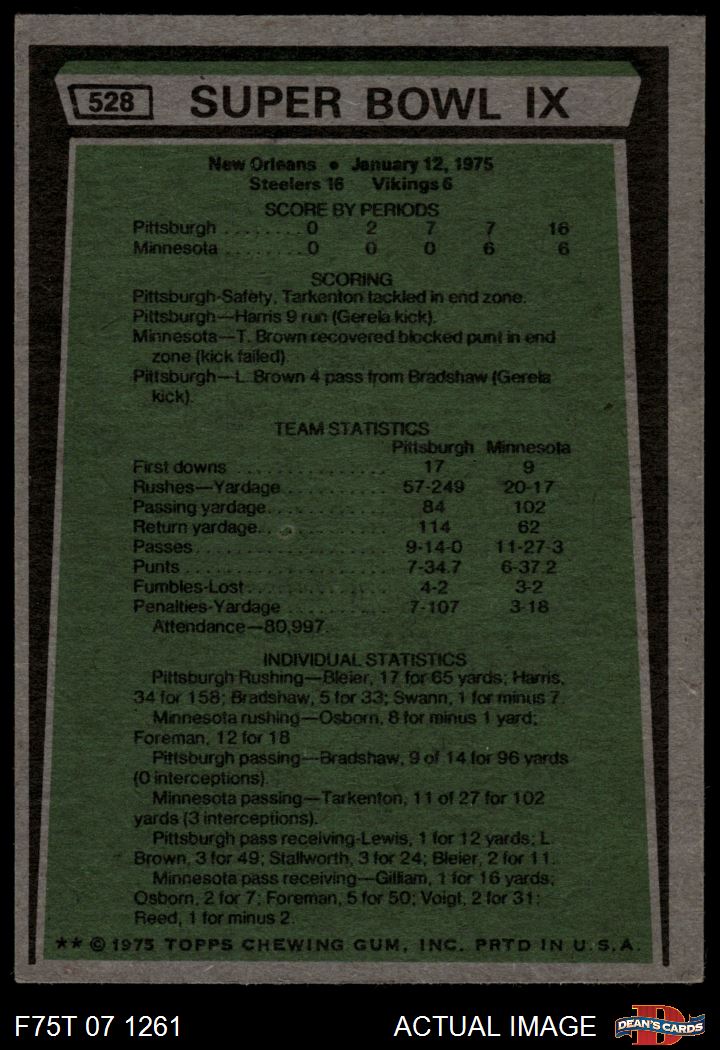 528 SUPER BOWL IX
New Orleans • January 12, 1975
Steelers 16 Vikings 6
SCORE BY PERIODS
Pittsburgh ........ 0 2 7 7 16
Minnesota ........ 0 0 0 6 6
SCORING
Pittsburgh-Safety, Tarkenton tackled in end zone.
Pittsburgh—Harris 9 run (Gerela kick).
Minnesota—T. Brown recovered blocked punt in end
zone (kick failed)
Pittsburgh—L. Brown 4 pass from Bradshaw (Gerela
kick).
TEAM STATISTICS
Pittsburgh Minnesota
First downs ................ 17 9
Rushes—Yardage ........... 57-249 20-17
Passing yardage ............. 84 102
Return yardage .............. 114 62
Passes .................... 9-14-0 11-27-3
Punts ..................... 7-34.7 6-37.2
Fumbles-Lost ............... 4-2 3-2
Penalties-Yardage ........... 7-107 3-18
Attendance—80,997.
INDIVIDUAL STATISTICS
Pittsburgh Rushing—Bleier, 17 for 65 yards; Harris,
34 for 158; Bradshaw, 5 for 33; Swann, 1 for minus 7.
Minnesota rushing—Osborn, 8 for minus 1 yard;
Foreman, 12 for 18
Pittsburgh passing—Bradshaw, 9 of 14 for 96 yards
(0 interceptions).
Minnesota passing—Tarkenton, 11 of 27 for 102
yards (3 interceptions).
Pittsburgh pass receiving-Lewis, 1 for 12 yards; L.
Brown, 3 for 49; Stallworth, 3 for 24; Bleier, 2 for 11.
Minnesota pass receiving—Gilliam, 1 for 16 yards;
Osborn, 2 for 7; Foreman, 5 for 50; Voigt, 2 for 31;
Reed, 1 for minus 2.
** © 1975 TOPPS CHEWING GUM, INC. PRTD IN U.S.A.
F75T 07 1261 ACTUAL IMAGE DEAN'S CARDS